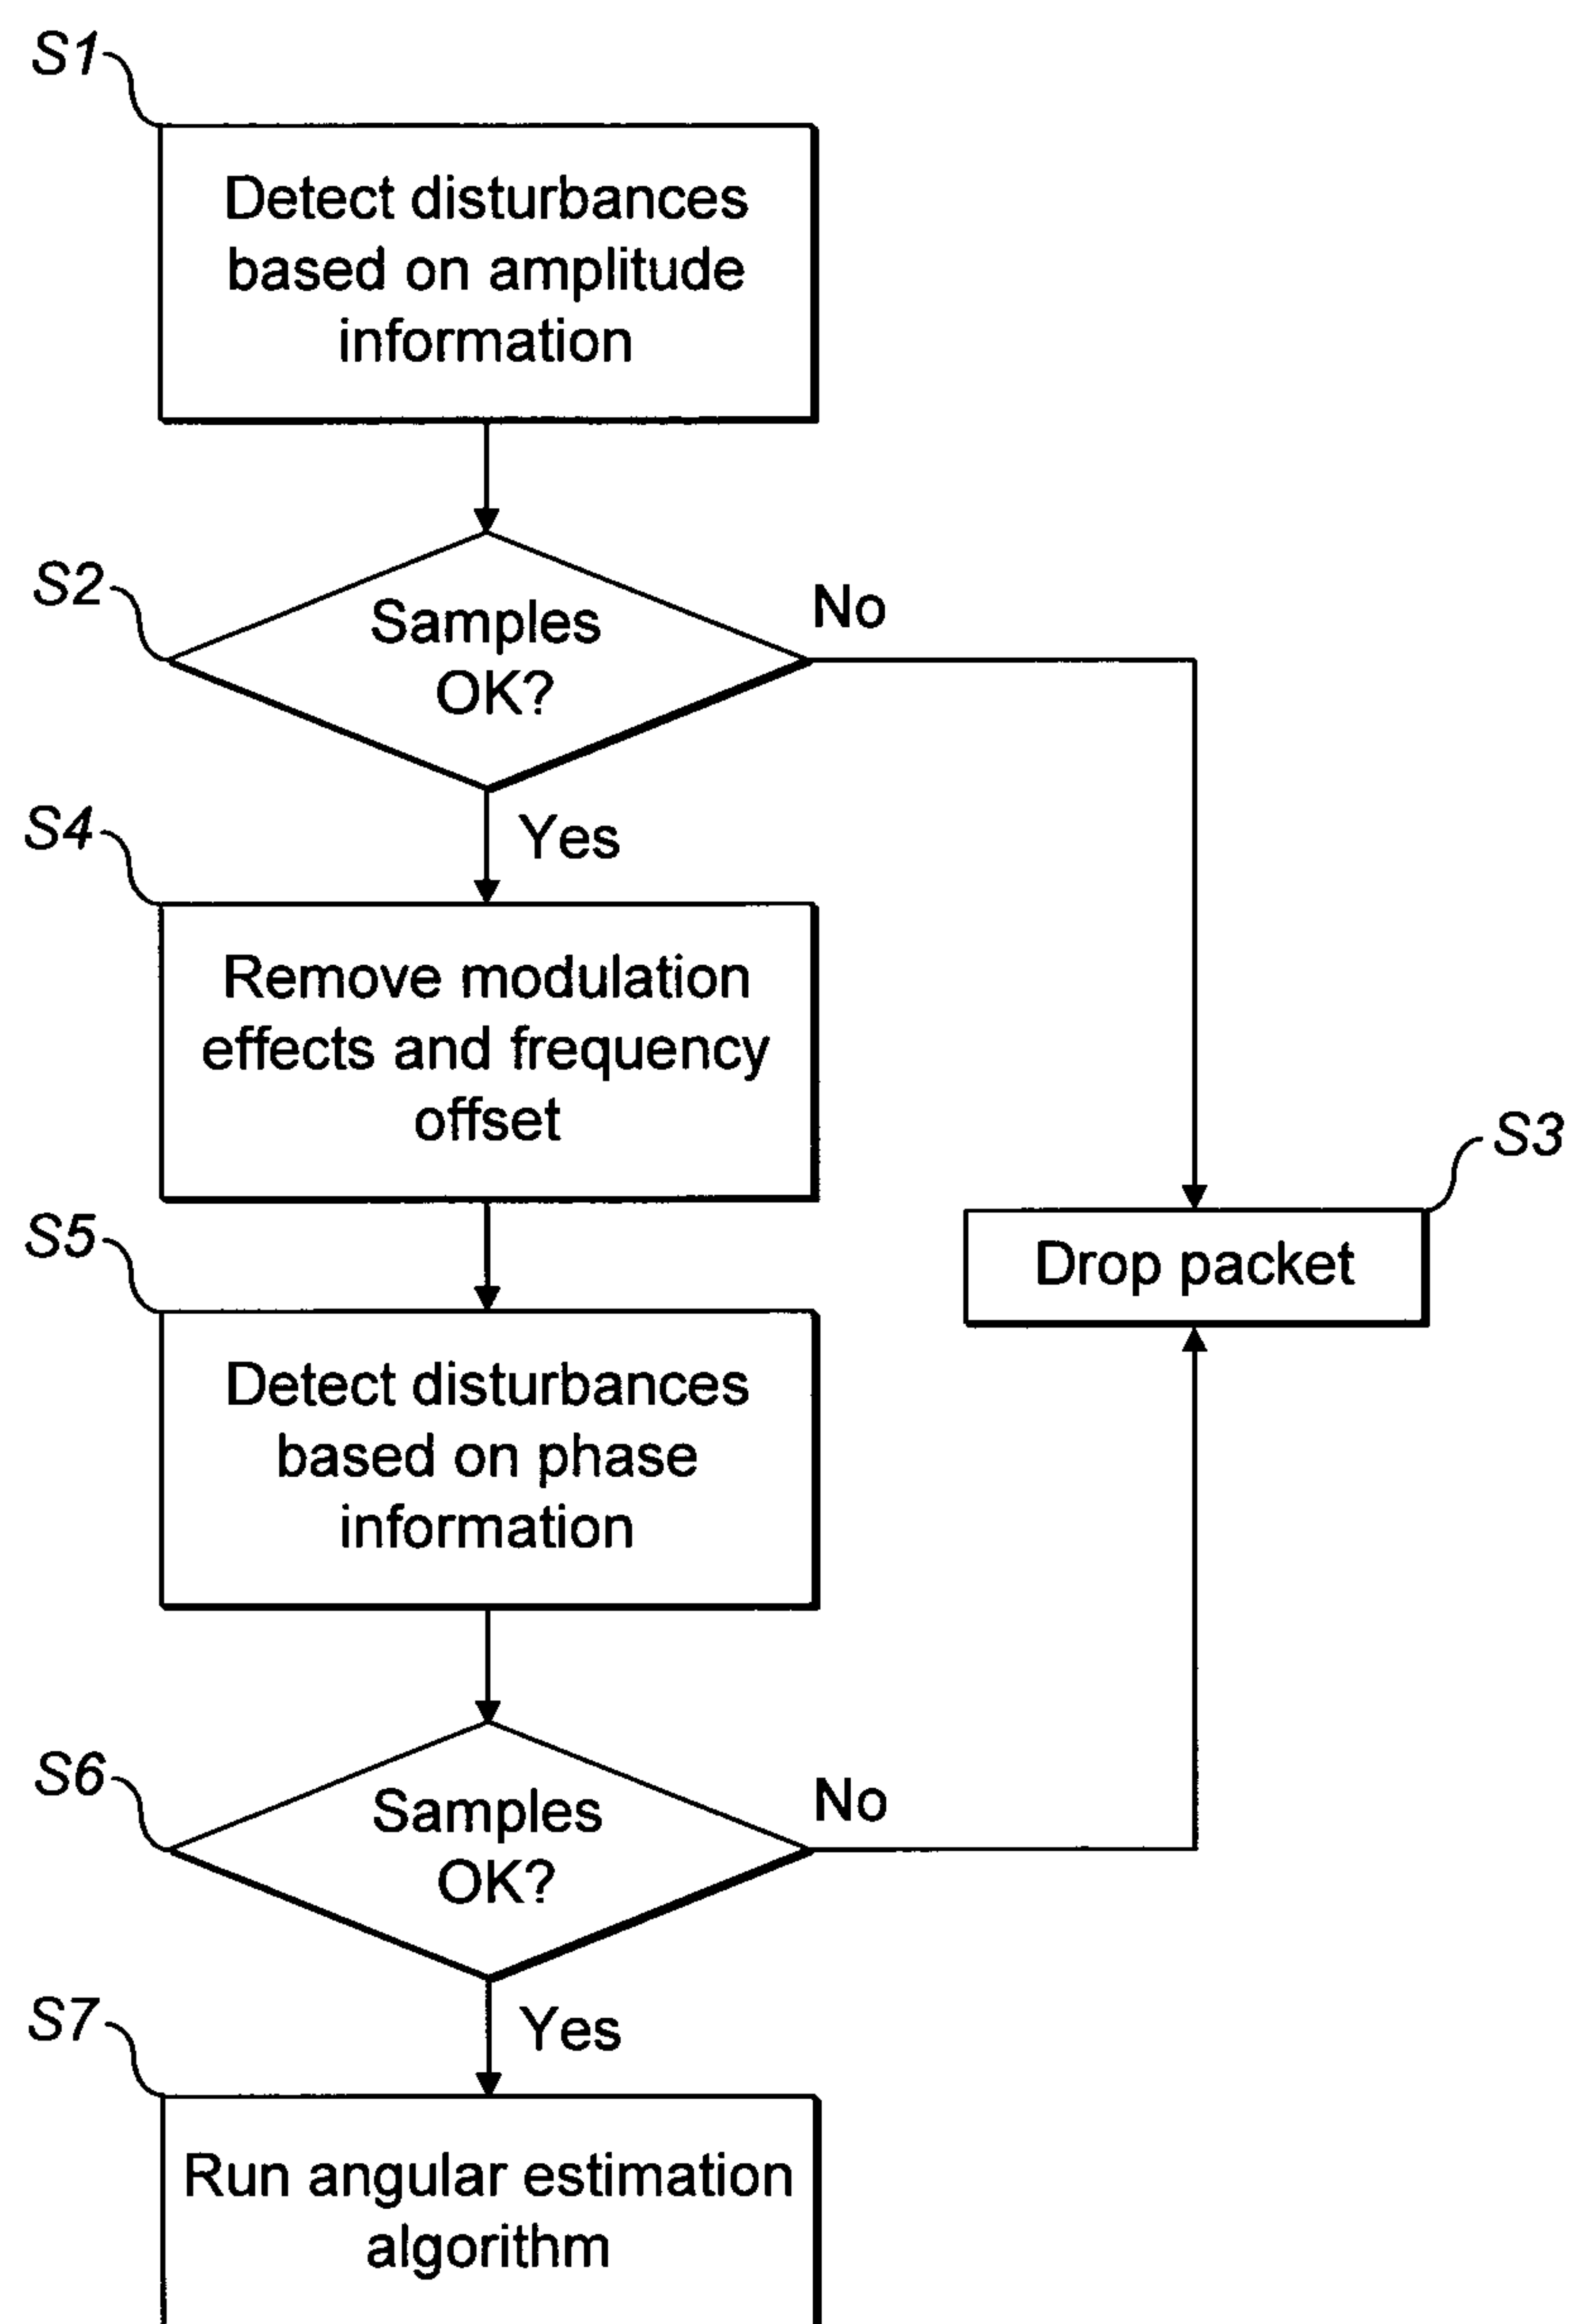 S1
Detect disturbances
based on amplitude
information
S2
Samples
OK?
No
S4
Yes
Remove modulation
effects and frequency
offset
S3
Drop packet
S5
Detect disturbances
based on phase
information
S6
Samples
OK?
No
S7
Yes
Run angular estimation
algorithm